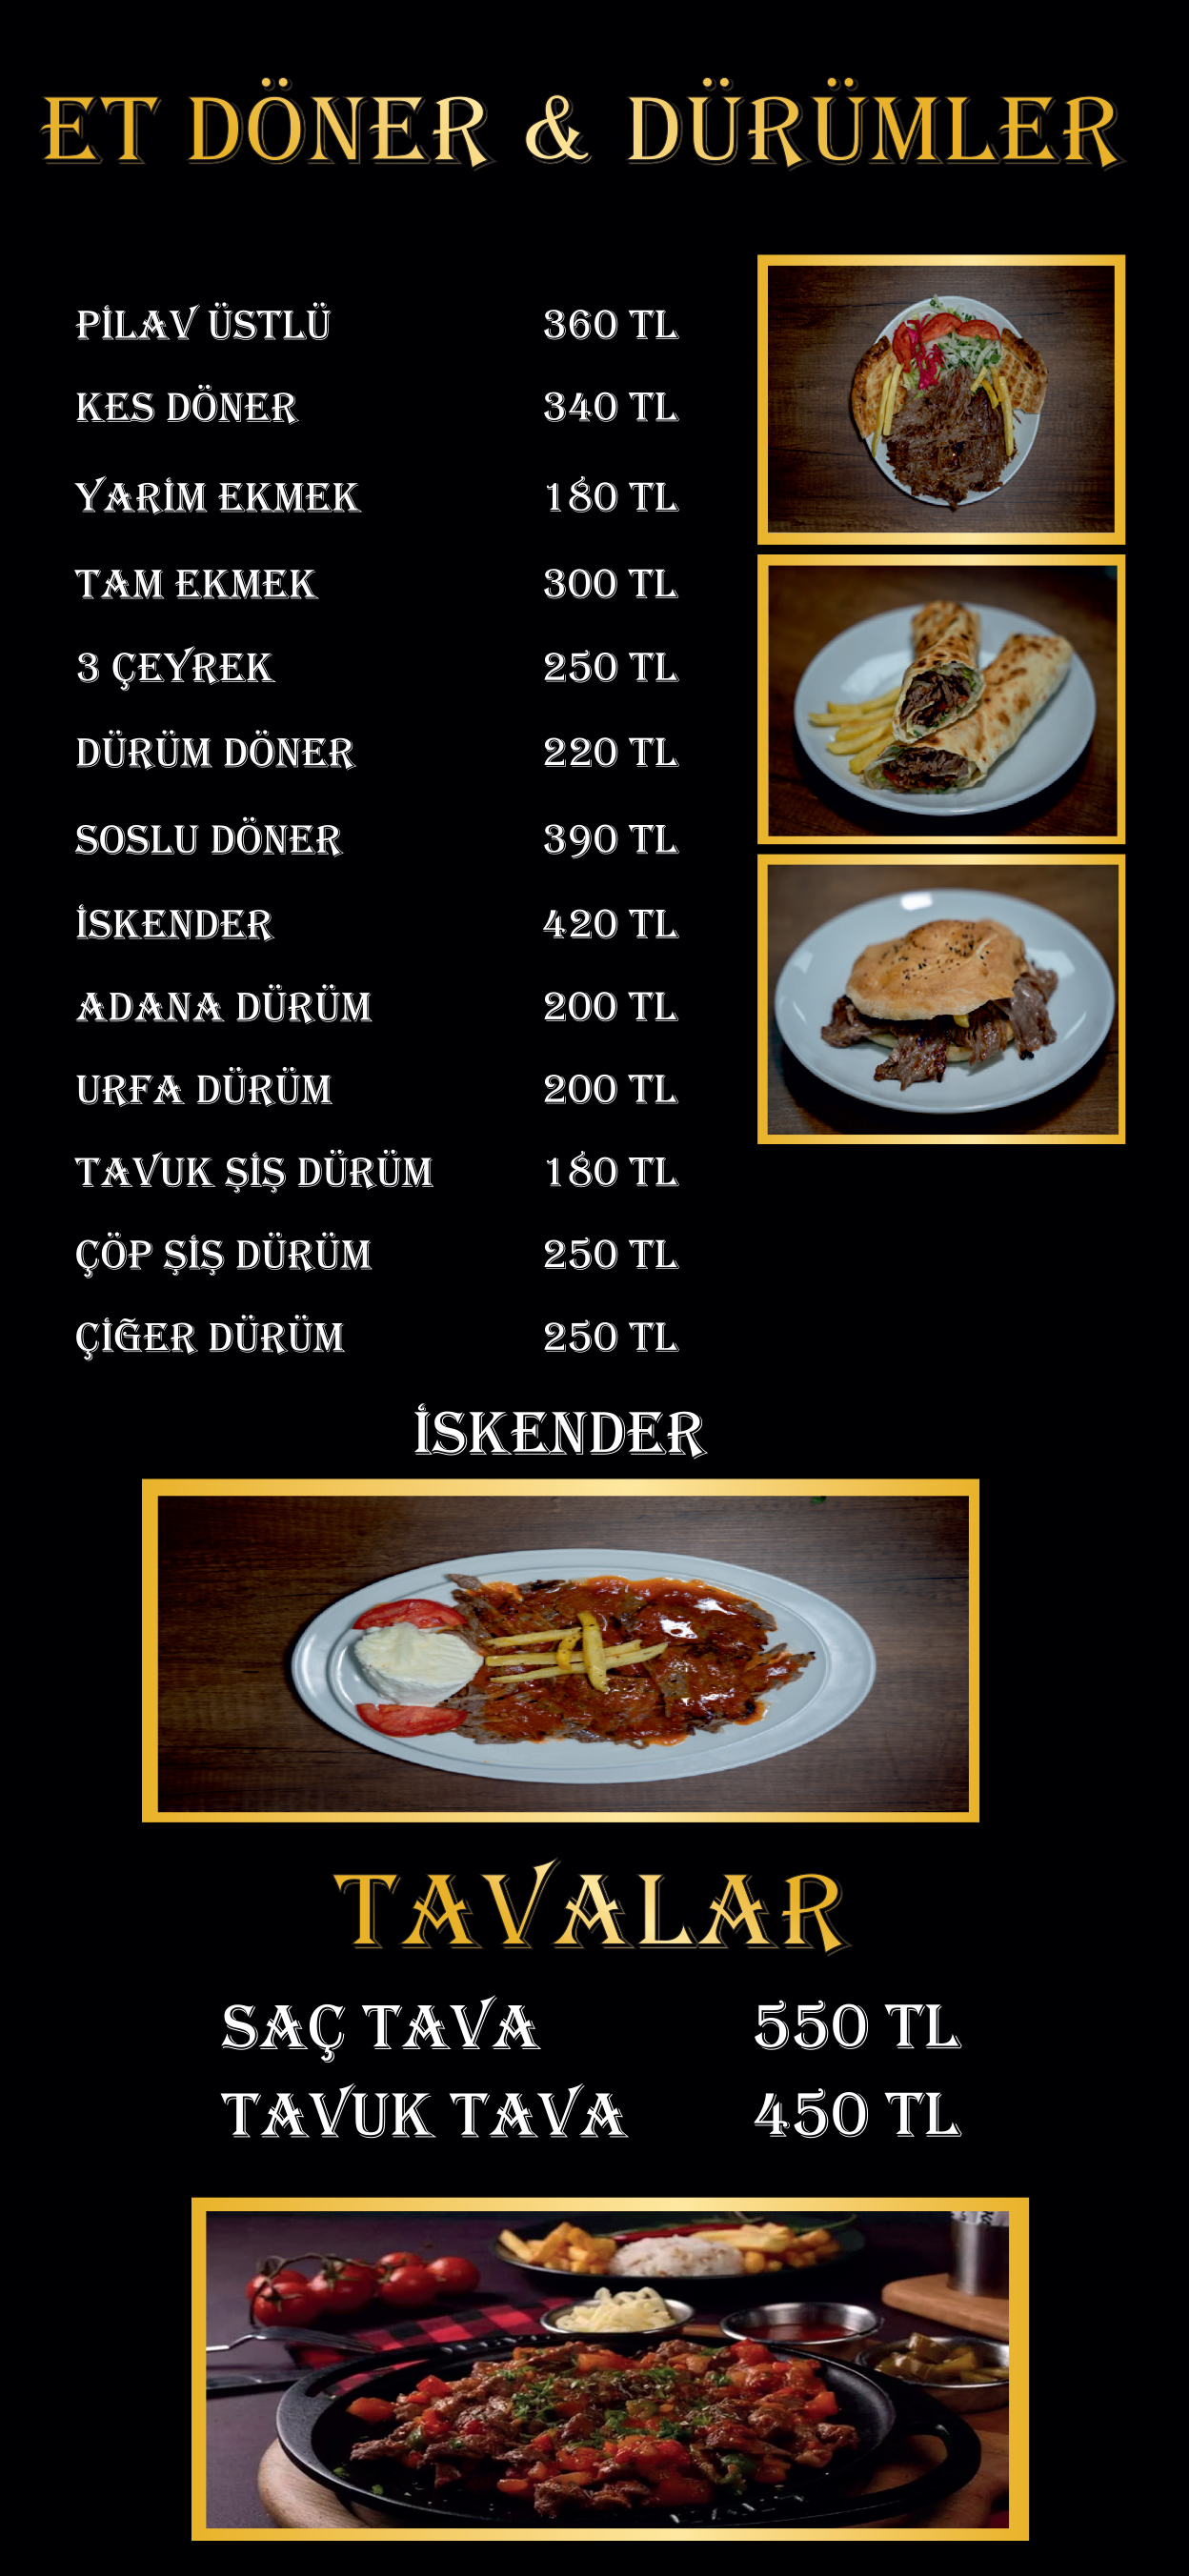 ET DÖNER & DÜRÜMLER
PİLAV ÜSTLÜ 360 TL
KES DÖNER 340 TL
YARİM EKMEK 180 TL
TAM EKMEK 300 TL
3 ÇEYREK 250 TL
DÜRÜM DÖNER 220 TL
SOSLU DÖNER 390 TL
İSKENDER 420 TL
ADANA DÜRÜM 200 TL
URFA DÜRÜM 200 TL
TAVUK ŞİŞ DÜRÜM 180 TL
ÇÖP ŞİŞ DÜRÜM 250 TL
ÇİĞER DÜRÜM 250 TL
İSKENDER
TAVALAR
SAÇ TAVA 550 TL
TAVUK TAVA 450 TL